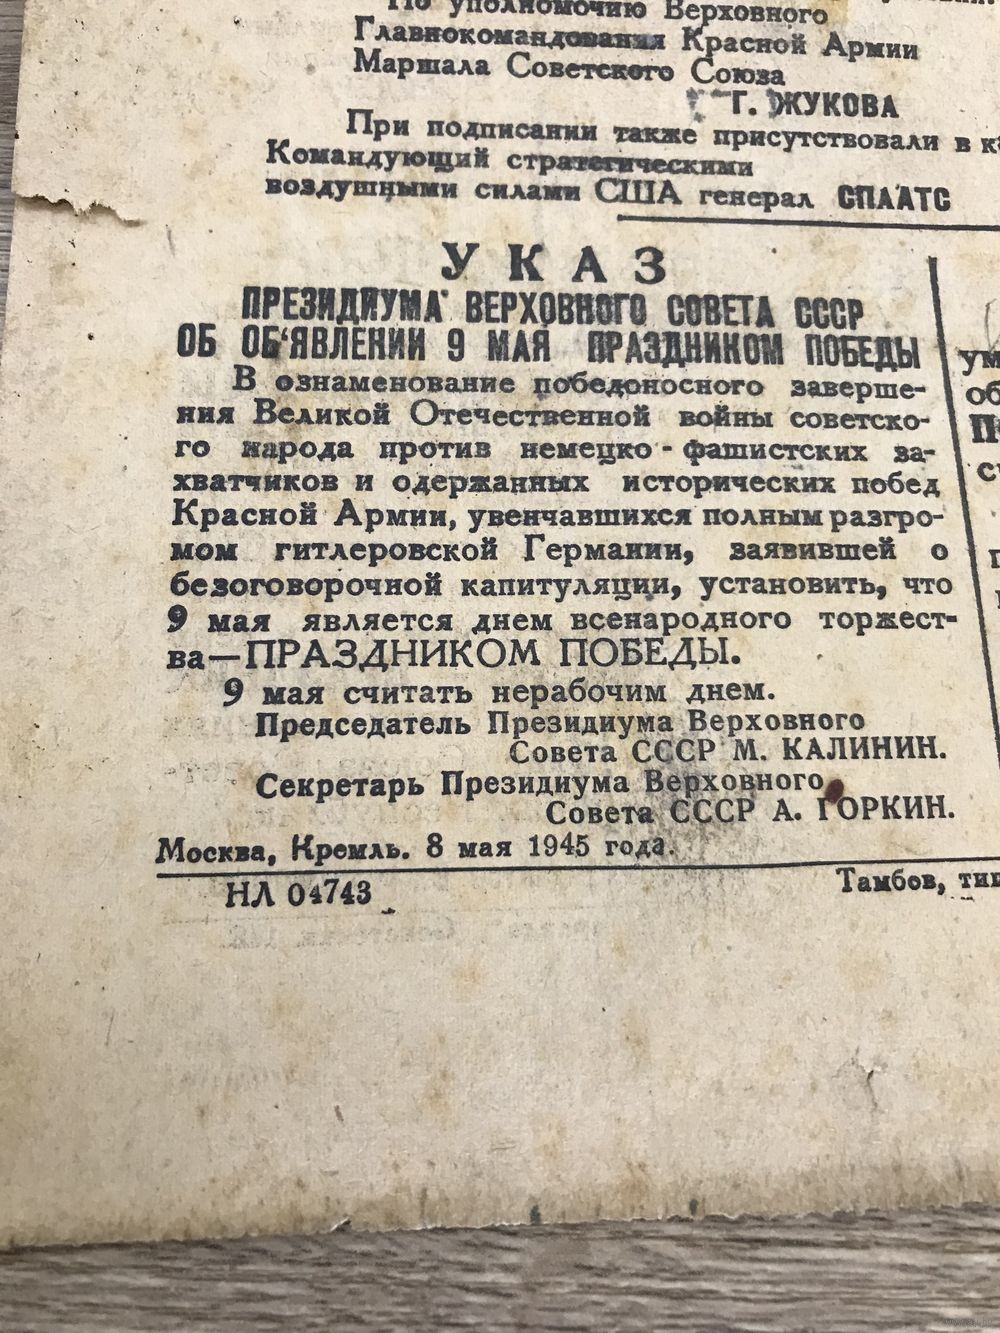 По уполномочию Верховного
Главнокомандования Красной Армии
Маршала Советского Союза
Г. ЖУКОВА
При подписании также присутствовали в
Командующий стратегическими
воздушными силами США генерал СПААТС
УКАЗ
ПРЕЗИДИУМА ВЕРХОВНОГО СОВЕТА СССР
ОБ ОБ'ЯВЛЕНИИ 9 МАЯ ПРАЗДНИКОМ ПОБЕДЫ
В ознаменование победоносного заверше-
ния Великой Отечественной войны советско-
го народа против немецко-фашистских за-
хватчиков и одержанных исторических побед
Красной Армии, увенчавшихся полным разгро-
мом гитлеровской Германии, заявившей о
безоговорочной капитуляции, установить, что
9 мая является днем всенародного торжест-
ва—ПРАЗДНИКОМ ПОБЕДЫ.
9 мая считать нерабочим днем.
Председатель Президиума Верховного
Совета СССР М. КАЛИНИН.
Секретарь Президиума Верховного
Совета СССР А. ГОРКИН.
Москва, Кремль. 8 мая 1945 года.
НЛ 04743
Тамбов, тип